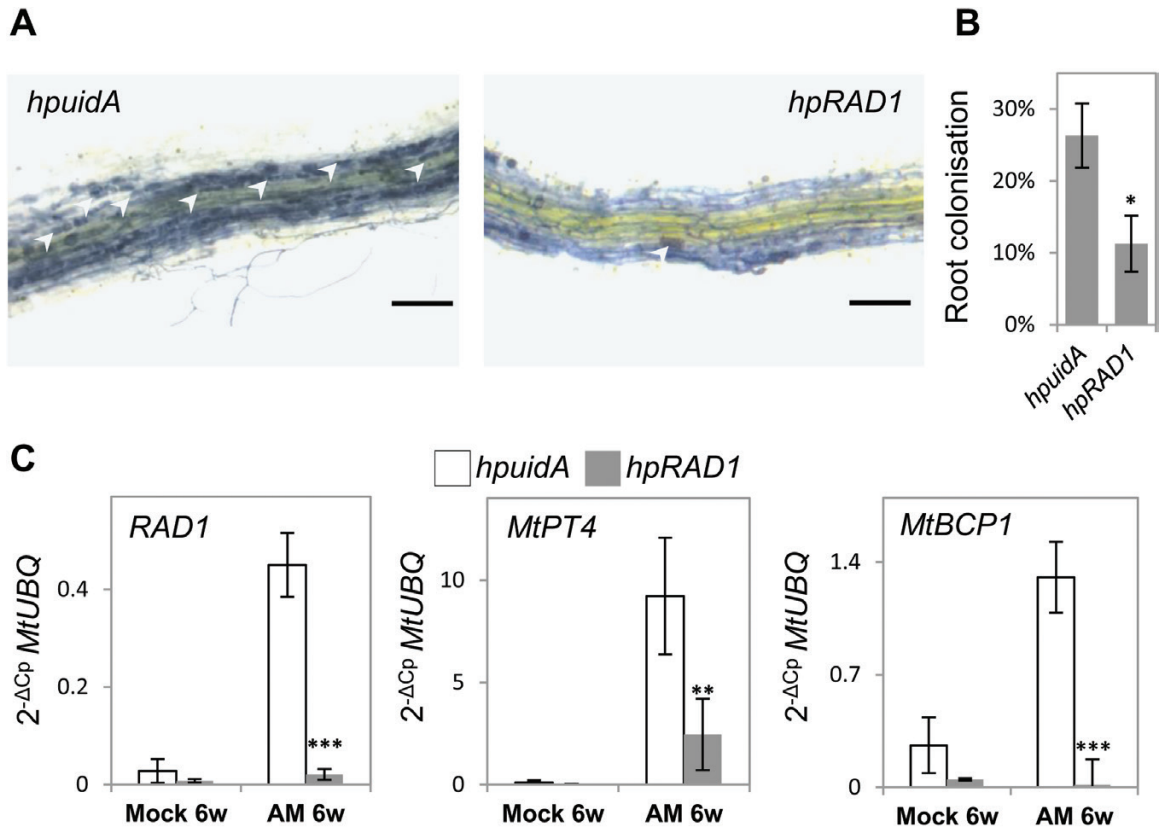 A
B
hpuidA
hpRAD1
Root colonisation
30%
20%
10%
0%
*
hpuidA
hpRAD1
C
hpuidA hpRAD1
RAD1
2^-ΔCp MtUBQ
0.4
0.2
0
***
Mock 6w AM 6w
MtPT4
2^-ΔCp MtUBQ
10
5
0
**
Mock 6w AM 6w
MtBCP1
2^-ΔCp MtUBQ
1.4
0.7
0
***
Mock 6w AM 6w